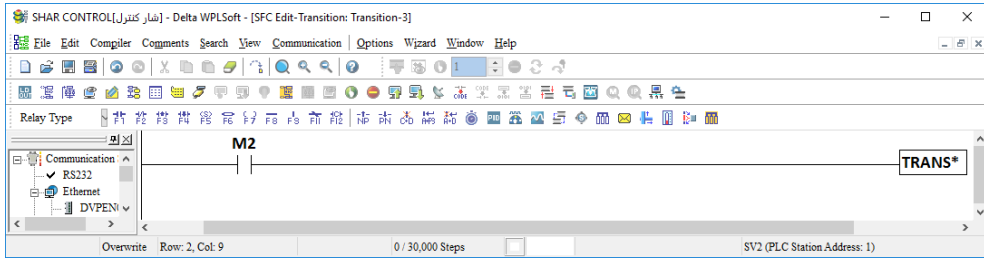 SHAR CONTROL[شار کنترل] - Delta WPLSoft - [SFC Edit-Transition: Transition-3]
File Edit Compiler Comments Search View Communication Options Wizard Window Help
1
Relay Type
M2
TRANS*
Communication
RS232
Ethernet
DVPEN
Overwrite Row: 2, Col: 9 0 / 30,000 Steps SV2 (PLC Station Address: 1)